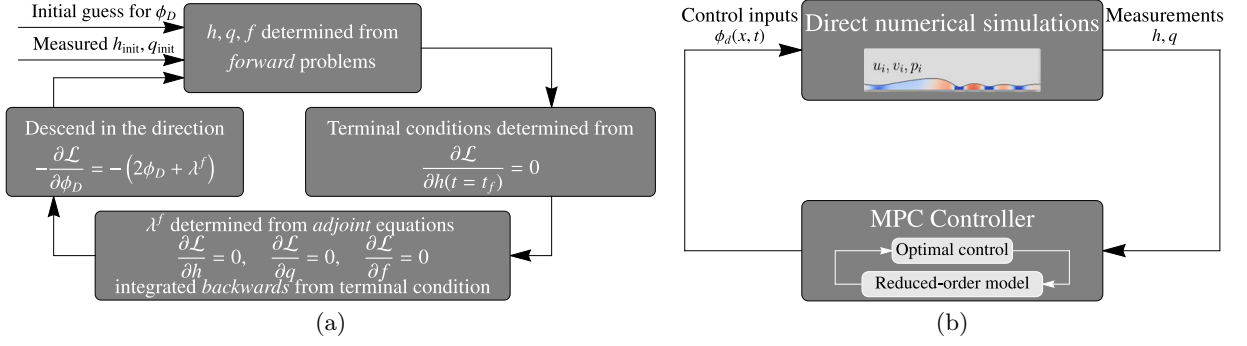 Initial guess for ϕ_D
Measured h_init, q_init
h, q, f determined from
forward problems
Descend in the direction
−∂ℒ/∂ϕ_D = −(2ϕ_D + λ^f)
Terminal conditions determined from
∂ℒ/∂h(t = t_f) = 0
λ^f determined from adjoint equations
∂ℒ/∂h = 0, ∂ℒ/∂q = 0, ∂ℒ/∂f = 0
integrated backwards from terminal condition
(a)
Control inputs
ϕ_d(x, t)
Direct numerical simulations
u_i, v_i, p_i
Measurements
h, q
MPC Controller
Optimal control
Reduced-order model
(b)